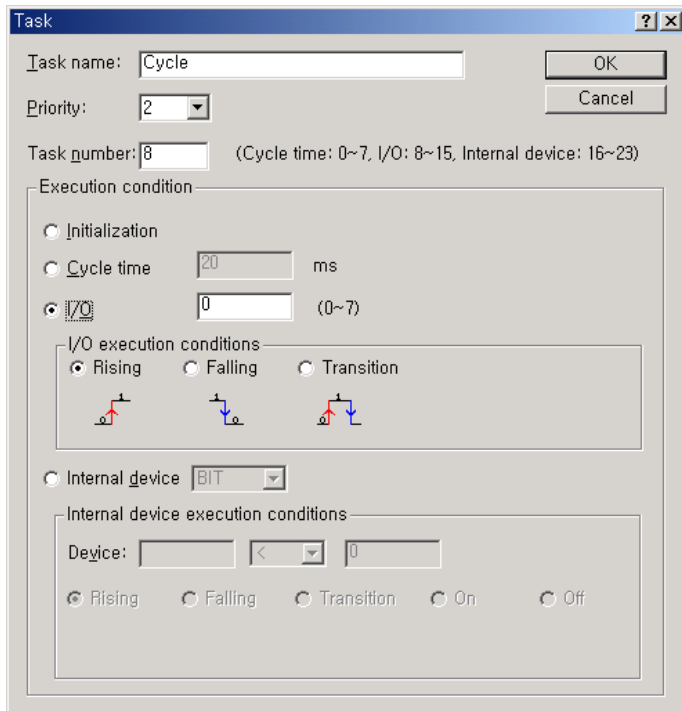 Task
Task name: Cycle
OK
Priority: 2
Cancel
Task number: 8 (Cycle time: 0~7, I/O: 8~15, Internal device: 16~23)
Execution condition
Initialization
Cycle time 20 ms
I/O 0 (0~7)
I/O execution conditions
Rising Falling Transition
0 1 1 0 0 1
Internal device BIT
Internal device execution conditions
Device: < 0
Rising Falling Transition On Off